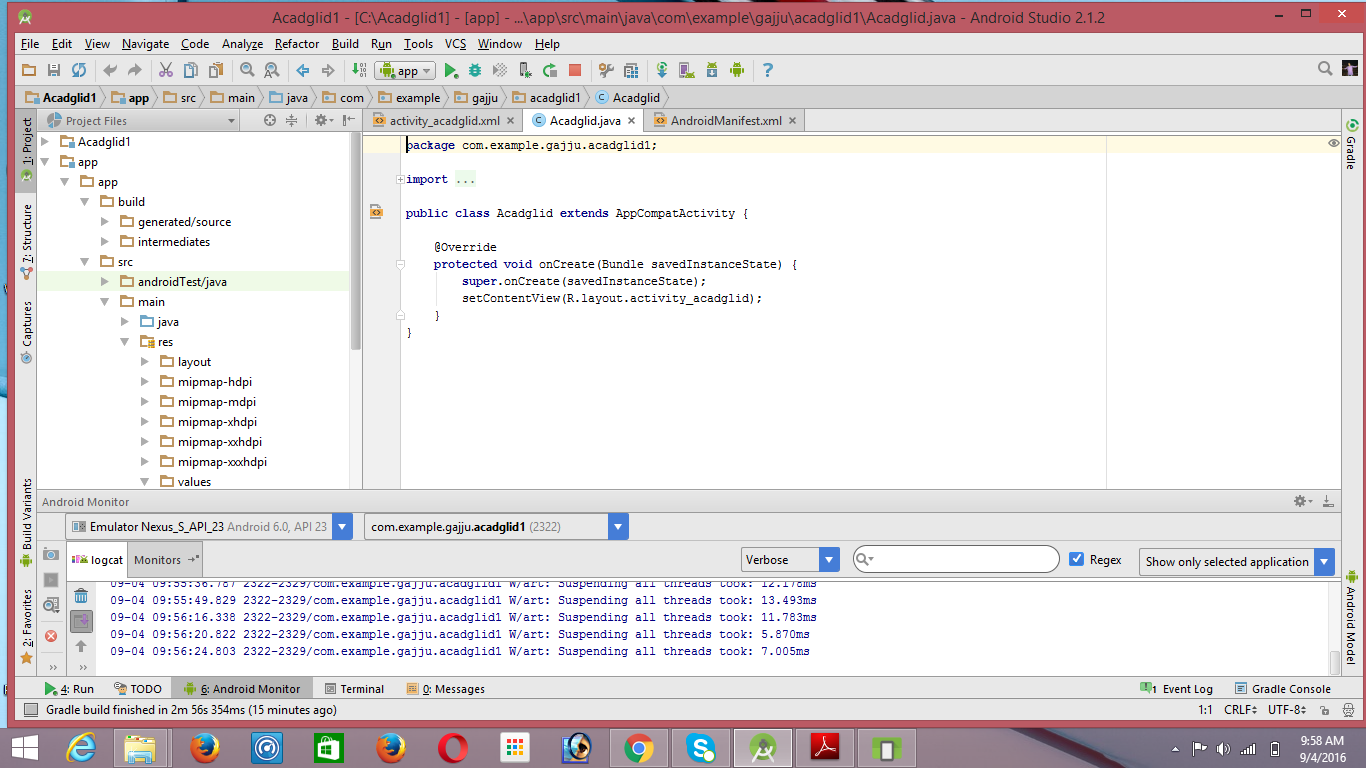 Acadglid1 - [C:\Acadglid1] - [app] - ...\app\src\main\java\com\example\gajju\acadglid1\Acadglid.java - Android Studio 2.1.2
File Edit View Navigate Code Analyze Refactor Build Run Tools VCS Window Help
app
Acadglid1 app src main java com example gajju acadglid1 Acadglid
1: Project
7: Structure
Captures
Build Variants
2: Favorites
Project Files
Acadglid1
app
app
build
generated/source
intermediates
src
androidTest/java
main
java
res
layout
mipmap-hdpi
mipmap-mdpi
mipmap-xhdpi
mipmap-xxhdpi
mipmap-xxxhdpi
values
activity_acadglid.xml Acadglid.java AndroidManifest.xml
package com.example.gajju.acadglid1;
import ...
public class Acadglid extends AppCompatActivity {
@Override
protected void onCreate(Bundle savedInstanceState) {
super.onCreate(savedInstanceState);
setContentView(R.layout.activity_acadglid);
}
}
Gradle
Android Model
Android Monitor
Emulator Nexus_S_API_23 Android 6.0, API 23 com.example.gajju.acadglid1 (2322)
logcat Monitors Verbose Regex Show only selected application
09-04 09:55:36.787 2322-2329/com.example.gajju.acadglid1 W/art: Suspending all threads took: 12.178ms
09-04 09:55:49.829 2322-2329/com.example.gajju.acadglid1 W/art: Suspending all threads took: 13.493ms
09-04 09:56:16.338 2322-2329/com.example.gajju.acadglid1 W/art: Suspending all threads took: 11.783ms
09-04 09:56:20.822 2322-2329/com.example.gajju.acadglid1 W/art: Suspending all threads took: 5.870ms
09-04 09:56:24.803 2322-2329/com.example.gajju.acadglid1 W/art: Suspending all threads took: 7.005ms
4: Run TODO 6: Android Monitor Terminal 0: Messages 1 Event Log Gradle Console
Gradle build finished in 2m 56s 354ms (15 minutes ago) 1:1 CRLF UTF-8
9:58 AM
9/4/2016